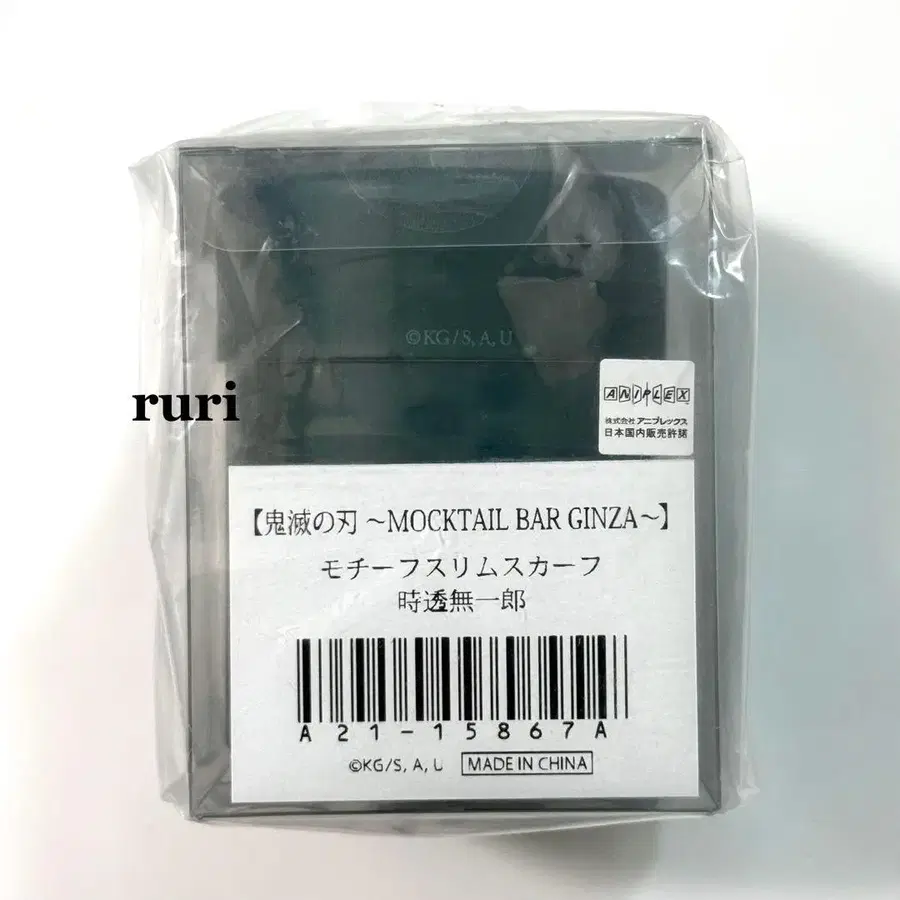 ©KG/S, A, U
ANIPLEX
株式会社 アニプレックス
日本国内販売許諾
ruri
【鬼滅の刃 ～MOCKTAIL BAR GINZA～】
モチーフスリムスカーフ
時透無一郎
A21-15867A
©KG/S, A, U MADE IN CHINA